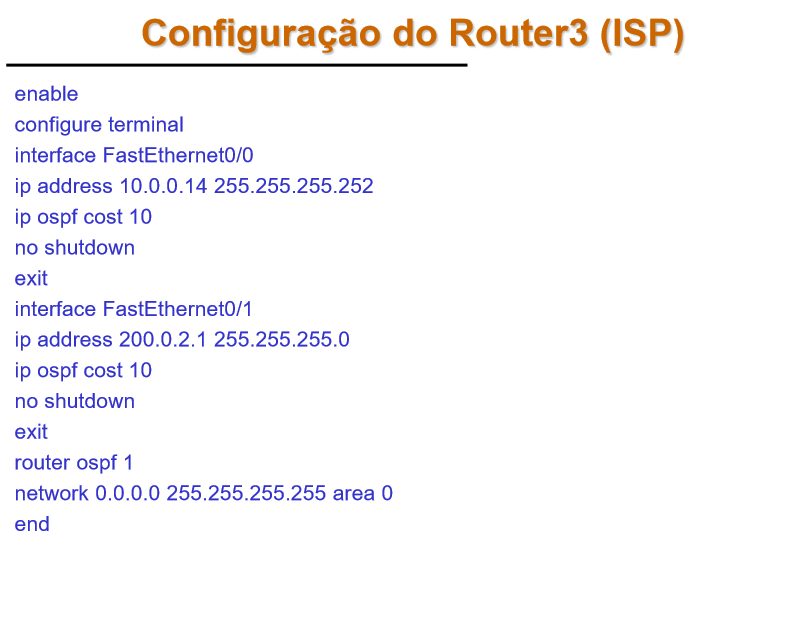 Configuração do Router3 (ISP)
enable
configure terminal
interface FastEthernet0/0
ip address 10.0.0.14 255.255.255.252
ip ospf cost 10
no shutdown
exit
interface FastEthernet0/1
ip address 200.0.2.1 255.255.255.0
ip ospf cost 10
no shutdown
exit
router ospf 1
network 0.0.0.0 255.255.255.255 area 0
end